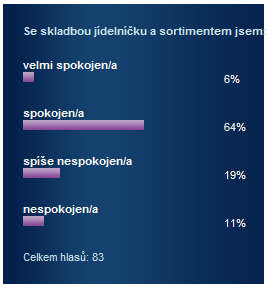 Se skladbou jídelníčku a sortimentem jsem:
velmi spokojen/a
6%
spokojen/a
64%
spíše nespokojen/a
19%
nespokojen/a
11%
Celkem hlasů: 83